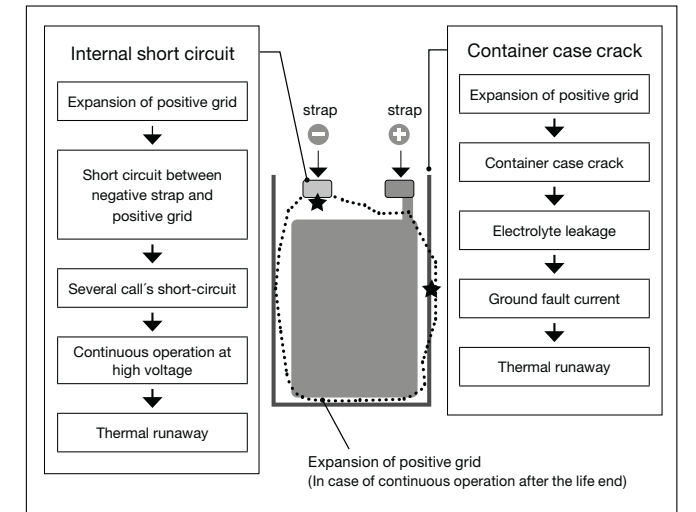 Internal short circuit
Expansion of positive grid
Short circuit between
negative strap and
positive grid
Several call´s short-circuit
Continuous operation at
high voltage
Thermal runaway
strap
−
strap
+
Container case crack
Expansion of positive grid
Container case crack
Electrolyte leakage
Ground fault current
Thermal runaway
Expansion of positive grid
(In case of continuous operation after the life end)